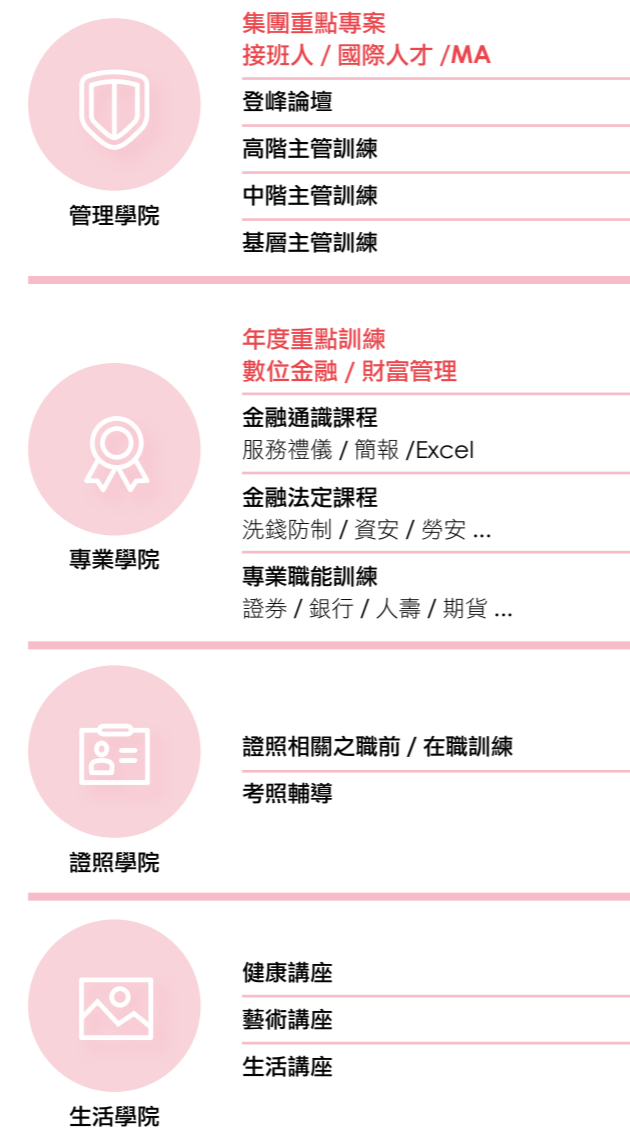 集團重點專案
接班人 / 國際人才 /MA
登峰論壇
高階主管訓練
中階主管訓練
基層主管訓練
管理學院
年度重點訓練
數位金融 / 財富管理
金融通識課程
服務禮儀 / 簡報 /Excel
金融法定課程
洗錢防制 / 資安 / 勞安 ...
專業職能訓練
證券 / 銀行 / 人壽 / 期貨 ...
專業學院
證照相關之職前 / 在職訓練
考照輔導
證照學院
健康講座
藝術講座
生活講座
生活學院